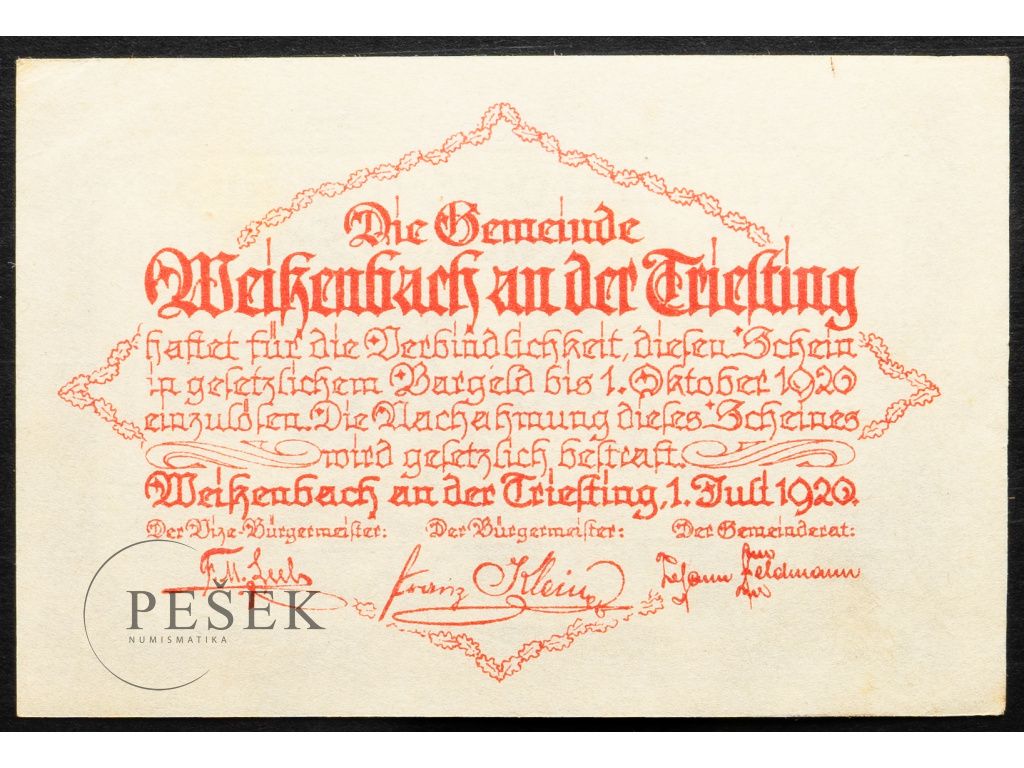 Die Gemeinde
Weißenbach an der Triesting
haftet für die Verbindlichkeit, diesen Schein
in gesetzlichem Bargeld bis 1. Oktober 1920
einzulösen. Die Nachahmung dieses Scheines
wird gesetzlich bestraft.
Weißenbach an der Triesting, 1. Juli 1920.
Der Vize-Bürgermeister: Der Bürgermeister: Der Gemeinderat:
F. M. Franz Klein Johann Feldmann
PEŠEK
NUMISMATIKA